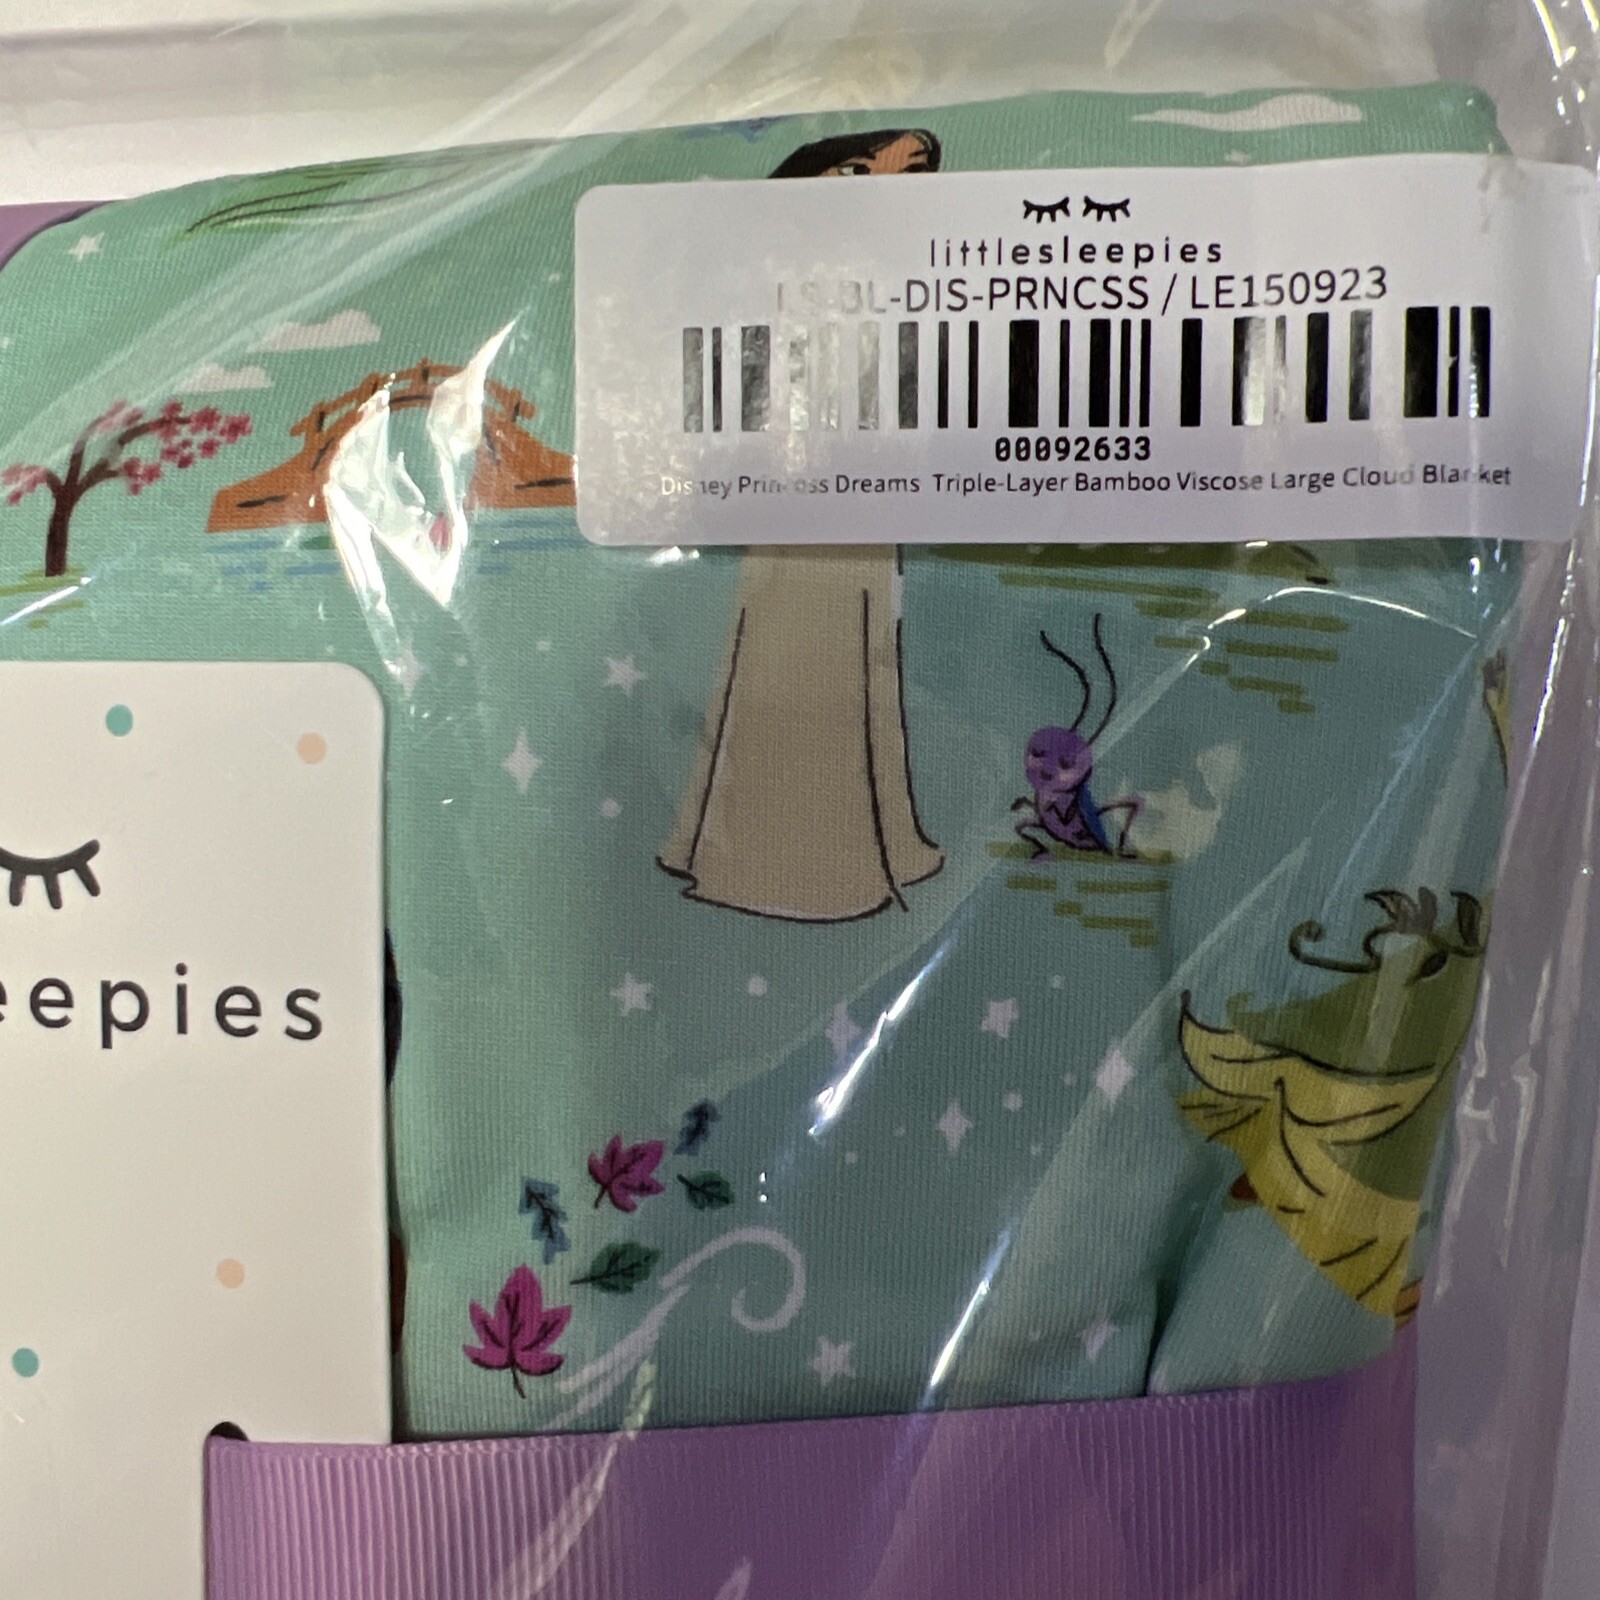 littlesleepies
LS-BL-DIS-PRNCSS / LE150923
00092633
Disney Princess Dreams Triple-Layer Bamboo Viscose Large Cloud Blanket
eepies